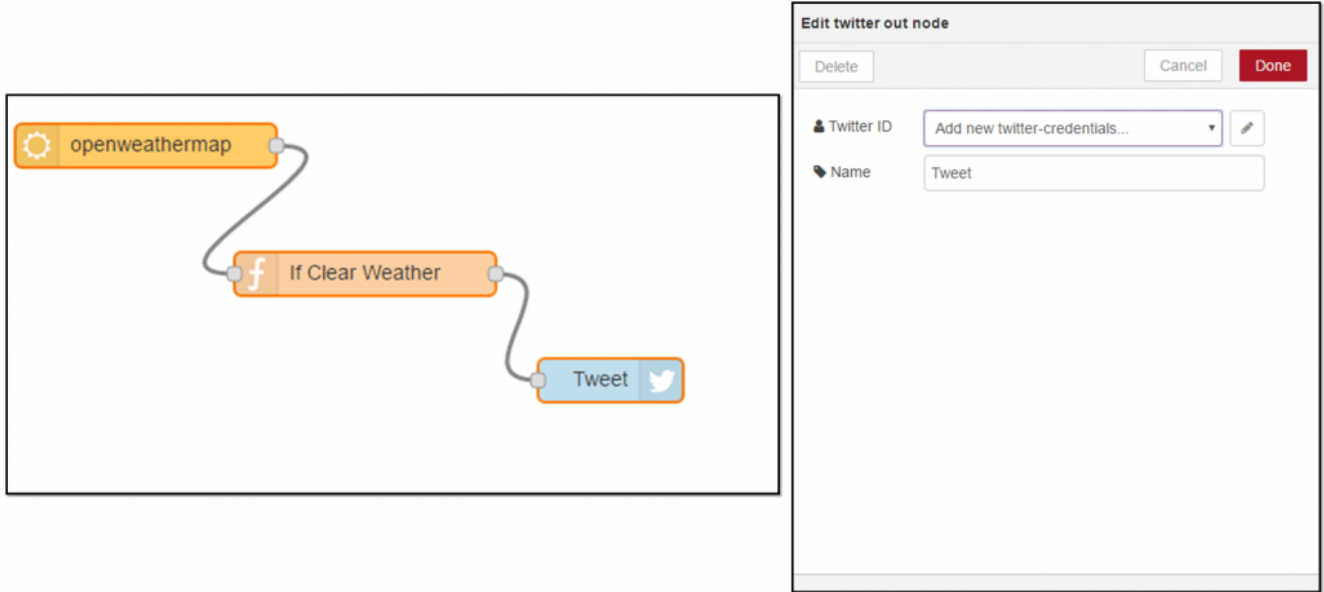 openweathermap
If Clear Weather
Tweet
Edit twitter out node
Delete
Cancel
Done
Twitter ID
Add new twitter-credentials...
Name
Tweet